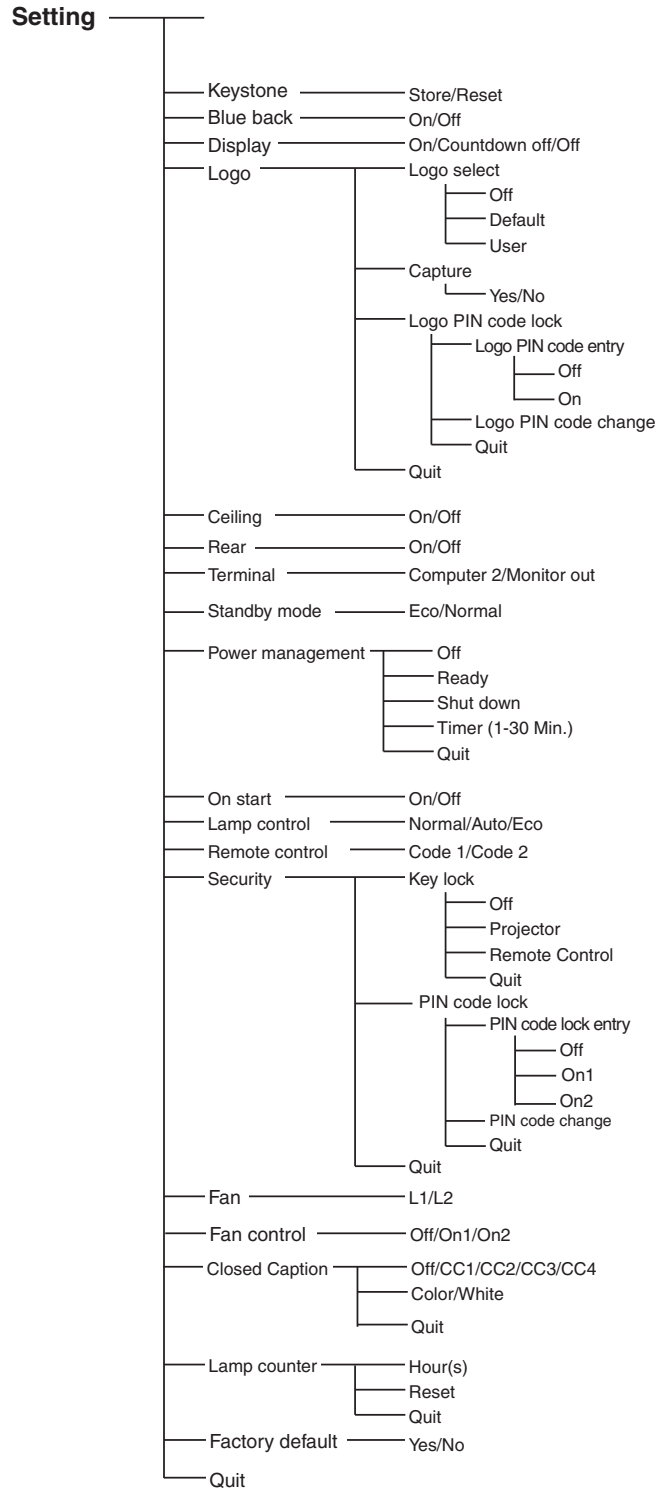 Setting
Keystone Store/Reset
Blue back On/Off
Display On/Countdown off/Off
Logo Logo select
Off
Default
User
Capture
Yes/No
Logo PIN code lock
Logo PIN code entry
Off
On
Logo PIN code change
Quit
Quit
Ceiling On/Off
Rear On/Off
Terminal Computer 2/Monitor out
Standby mode Eco/Normal
Power management Off
Ready
Shut down
Timer (1-30 Min.)
Quit
On start On/Off
Lamp control Normal/Auto/Eco
Remote control Code 1/Code 2
Security Key lock
Off
Projector
Remote Control
Quit
PIN code lock
PIN code lock entry
Off
On1
On2
PIN code change
Quit
Quit
Fan L1/L2
Fan control Off/On1/On2
Closed Caption Off/CC1/CC2/CC3/CC4
Color/White
Quit
Lamp counter Hour(s)
Reset
Quit
Factory default Yes/No
Quit